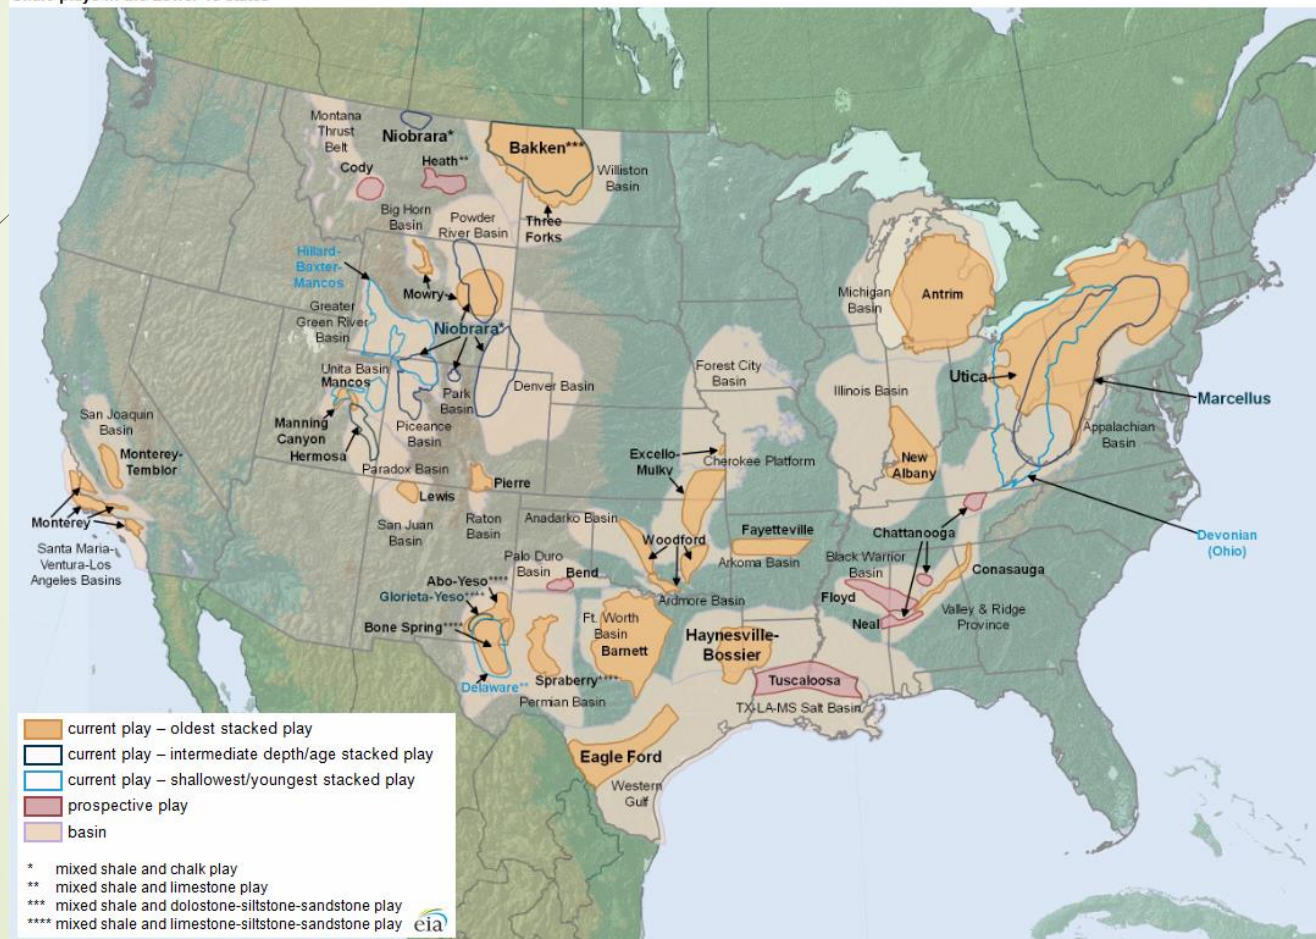 Montana
Thrust
Belt
Cody
Niobrara*
Heath**
Bakken***
Williston
Basin
Big Horn
Basin
Powder
River Basin
Three
Forks
Hillard-
Baxter-
Mancos
Mowry
Greater
Green River
Basin
Niobrara*
Unita Basin
Mancos
Park
Basin
Denver Basin
Manning
Canyon
Hermosa
Piceance
Basin
Paradox Basin
San Joaquin
Basin
Monterey-
Temblor
Monterey
Santa Maria-
Ventura-Los
Angeles Basins
Lewis
San Juan
Basin
Pierre
Raton
Basin
Michigan
Basin
Antrim
Forest City
Basin
Illinois Basin
Utica
Marcellus
Appalachian
Basin
Excello-
Mulky
Cherokee Platform
New
Albany
Anadarko Basin
Woodford
Fayetteville
Arkoma Basin
Chattanooga
Devonian
(Ohio)
Palo Duro
Basin
Bend
Ardmore Basin
Black Warrior
Basin
Conasauga
Floyd
Neal
Valley & Ridge
Province
Abo-Yeso****
Glorieta-Yeso****
Bone Spring****
Delaware**
Spraberry****
Permian Basin
Ft. Worth
Basin
Barnett
Haynesville-
Bossier
Tuscaloosa
TX-LA-MS Salt Basin
Eagle Ford
Western
Gulf
current play – oldest stacked play
current play – intermediate depth/age stacked play
current play – shallowest/youngest stacked play
prospective play
basin
* mixed shale and chalk play
** mixed shale and limestone play
*** mixed shale and dolostone-siltstone-sandstone play
**** mixed shale and limestone-siltstone-sandstone play
eia